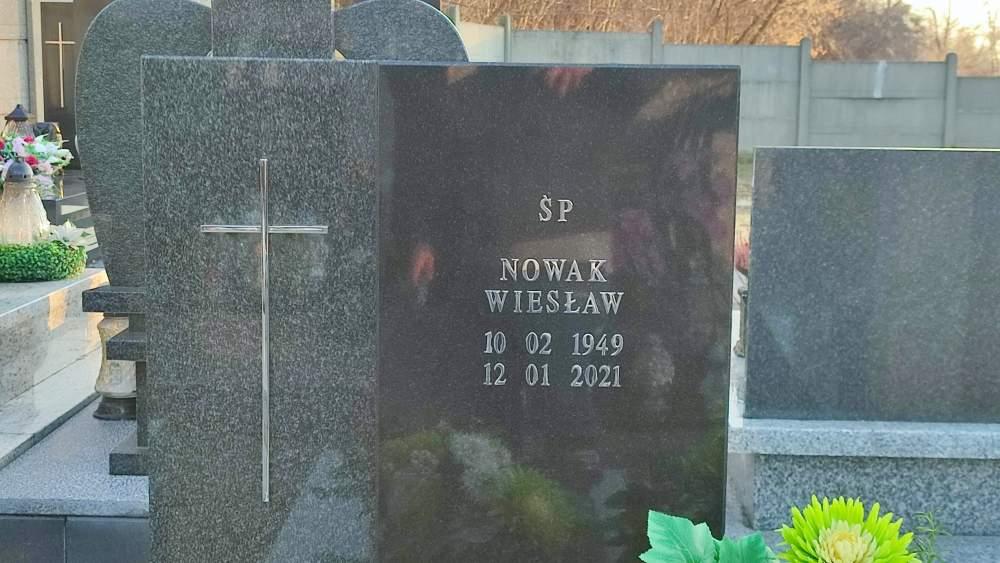 ŚP
NOWAK
WIESŁAW
10 02 1949
12 01 2021